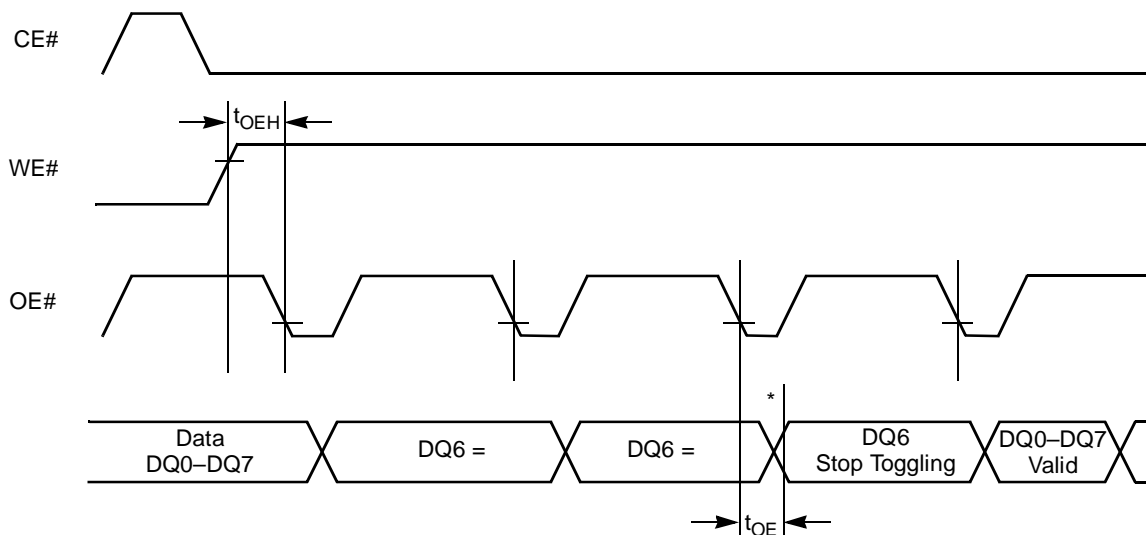 CE#
tOEH
WE#
OE#
*
Data
DQ0–DQ7
DQ6 =
DQ6 =
DQ6
Stop Toggling
DQ0–DQ7
Valid
tOE